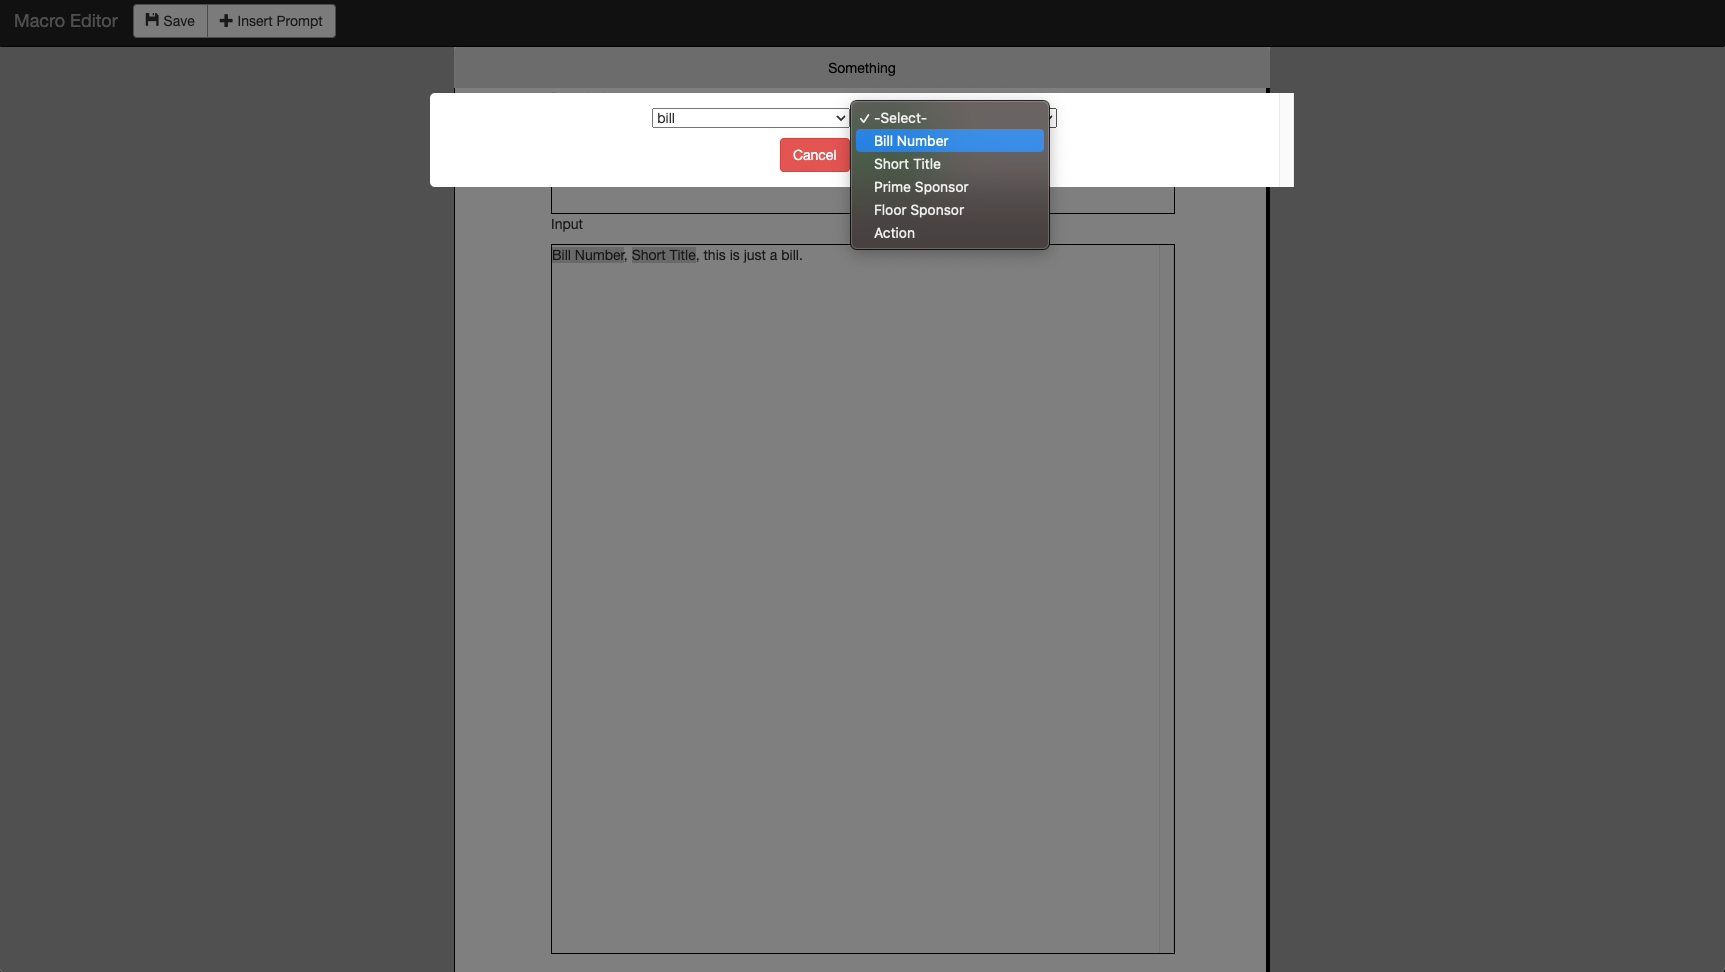 Macro Editor
Save
Insert Prompt
Something
bill
-Select-
Bill Number
Short Title
Prime Sponsor
Floor Sponsor
Action
Cancel
Input
Bill Number, Short Title, this is just a bill.